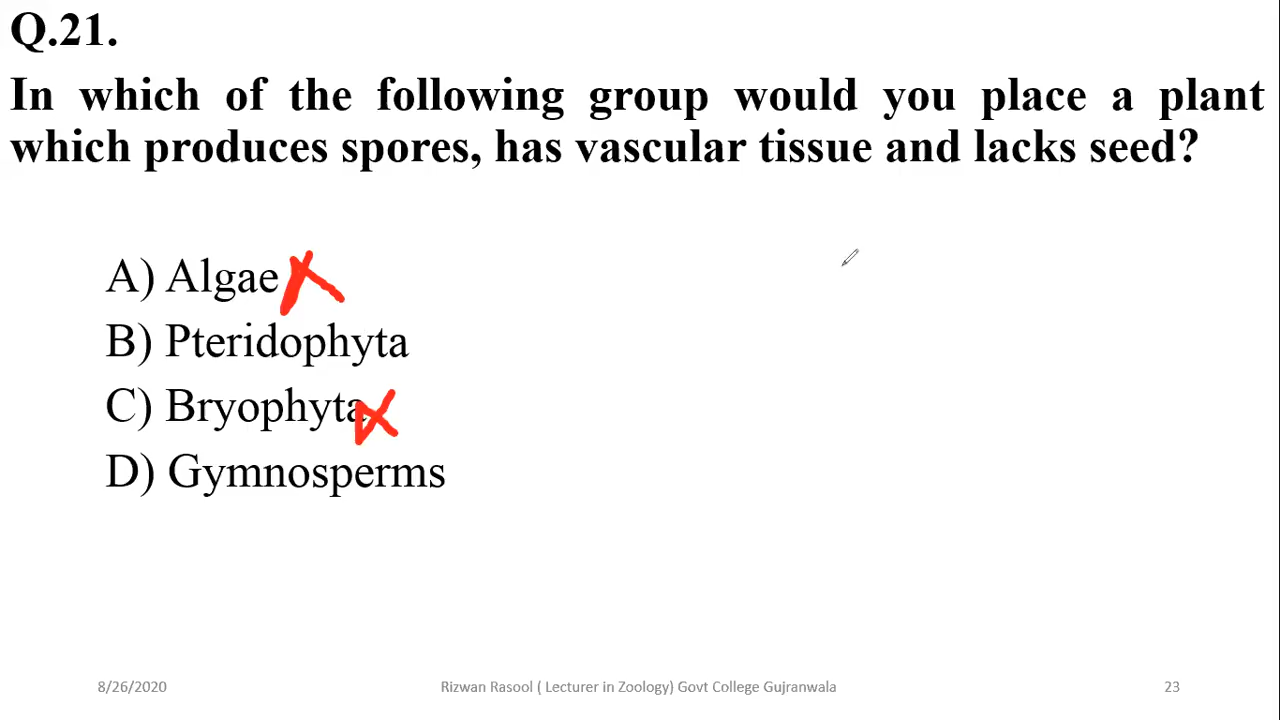 Q.21.
In which of the following group would you place a plant
which produces spores, has vascular tissue and lacks seed?
A) Algae
B) Pteridophyta
C) Bryophyta
D) Gymnosperms
8/26/2020
Rizwan Rasool ( Lecturer in Zoology) Govt College Gujranwala
23